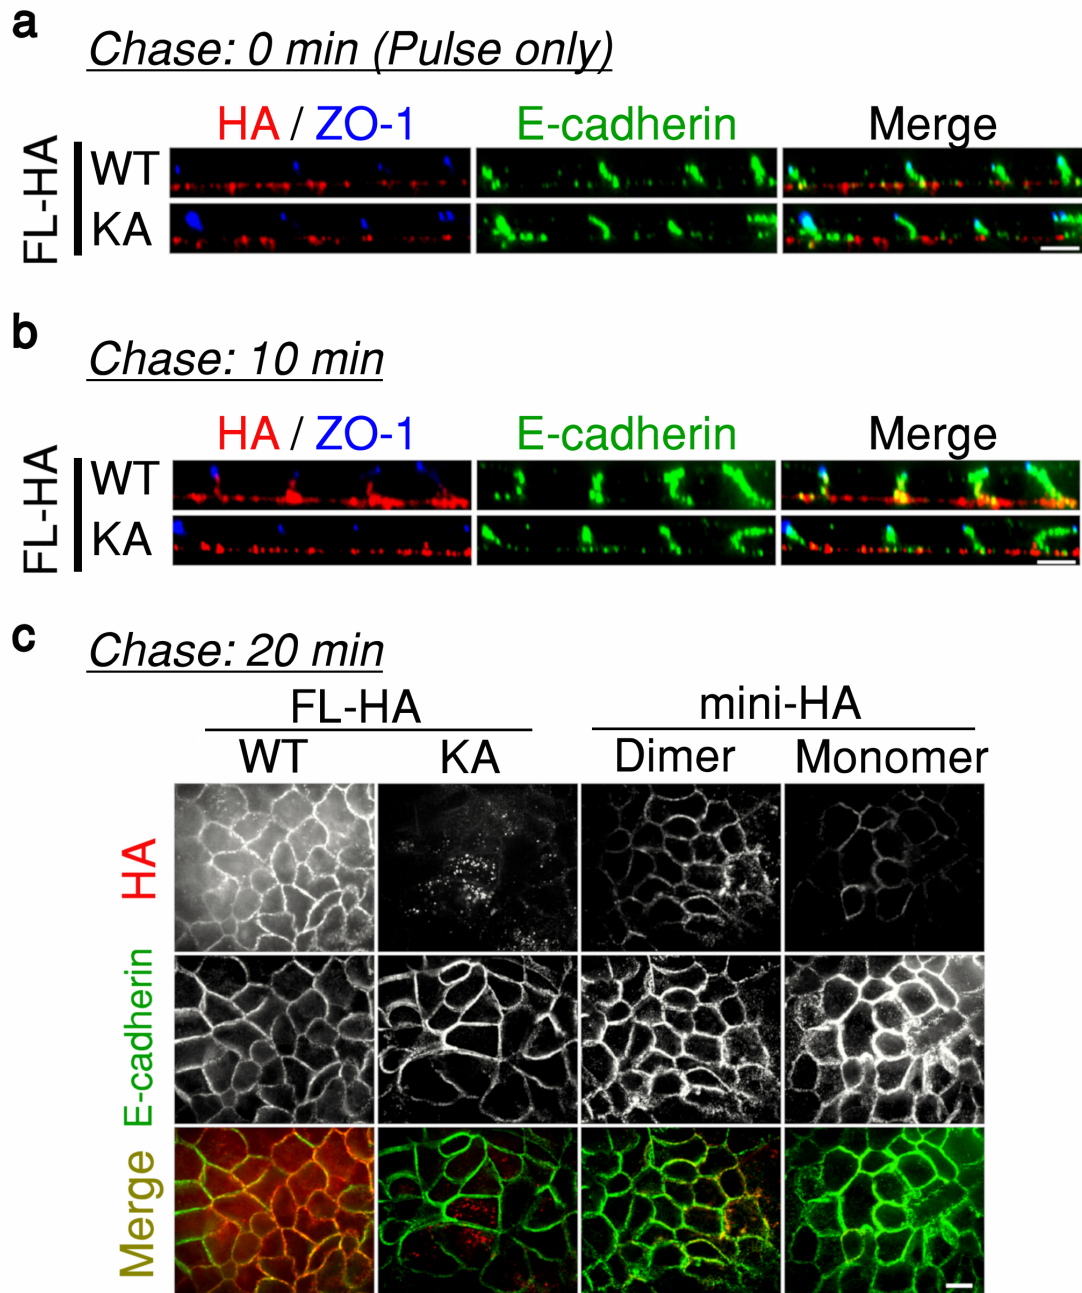 a
Chase: 0 min (Pulse only)
HA / ZO-1 E-cadherin Merge
FL-HA
WT
KA
b
Chase: 10 min
HA / ZO-1 E-cadherin Merge
FL-HA
WT
KA
c
Chase: 20 min
FL-HA mini-HA
WT KA Dimer Monomer
HA
E-cadherin
Merge